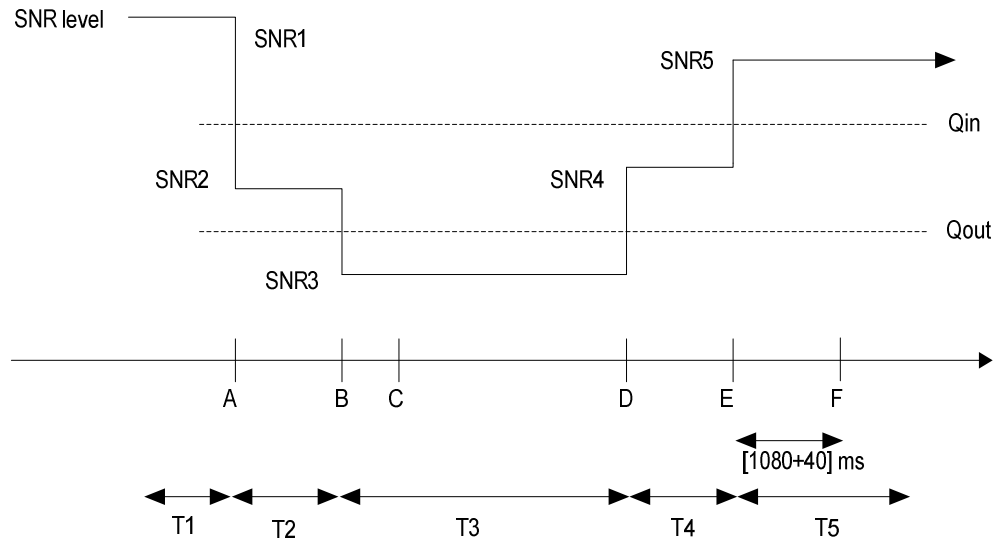 SNR level
SNR1
SNR5
Qin
SNR2
SNR4
Qout
SNR3
A B C D E F
[1080+40] ms
T1 T2 T3 T4 T5